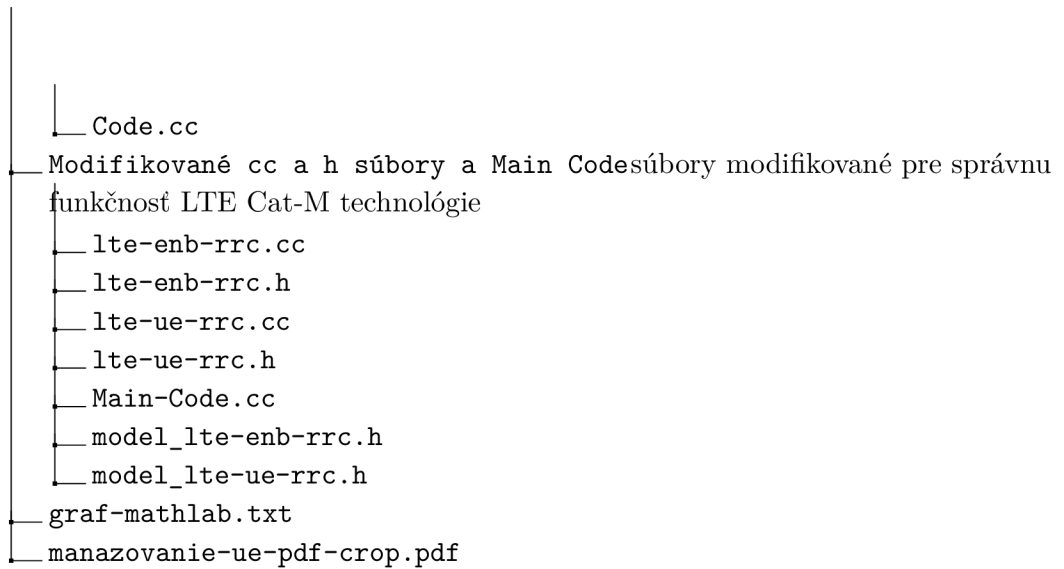 Code.cc
Modifikované cc a h súbory a Main Codesúbory modifikované pre správnu
funkčnosť LTE Cat-M technológie
lte-enb-rrc.cc
lte-enb-rrc.h
lte-ue-rrc.cc
lte-ue-rrc.h
Main-Code.cc
model_lte-enb-rrc.h
model_lte-ue-rrc.h
graf-mathlab.txt
manazovanie-ue-pdf-crop.pdf